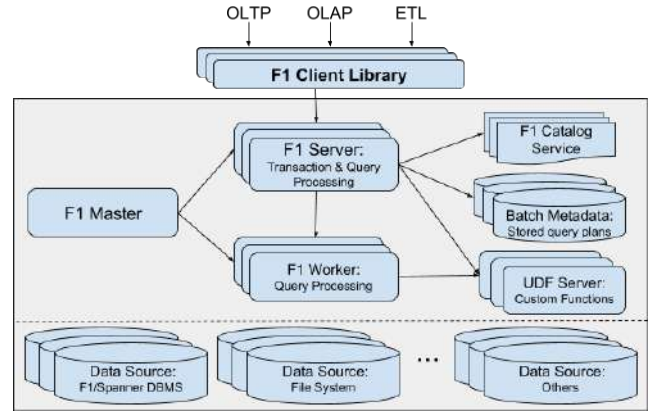 OLTP OLAP ETL
F1 Client Library
F1 Server:
Transaction & Query
Processing
F1 Catalog
Service
F1 Master
Batch Metadata:
Stored query plans
F1 Worker:
Query Processing
UDF Server:
Custom Functions
Data Source:
F1/Spanner DBMS
Data Source:
File System
...
Data Source:
Others